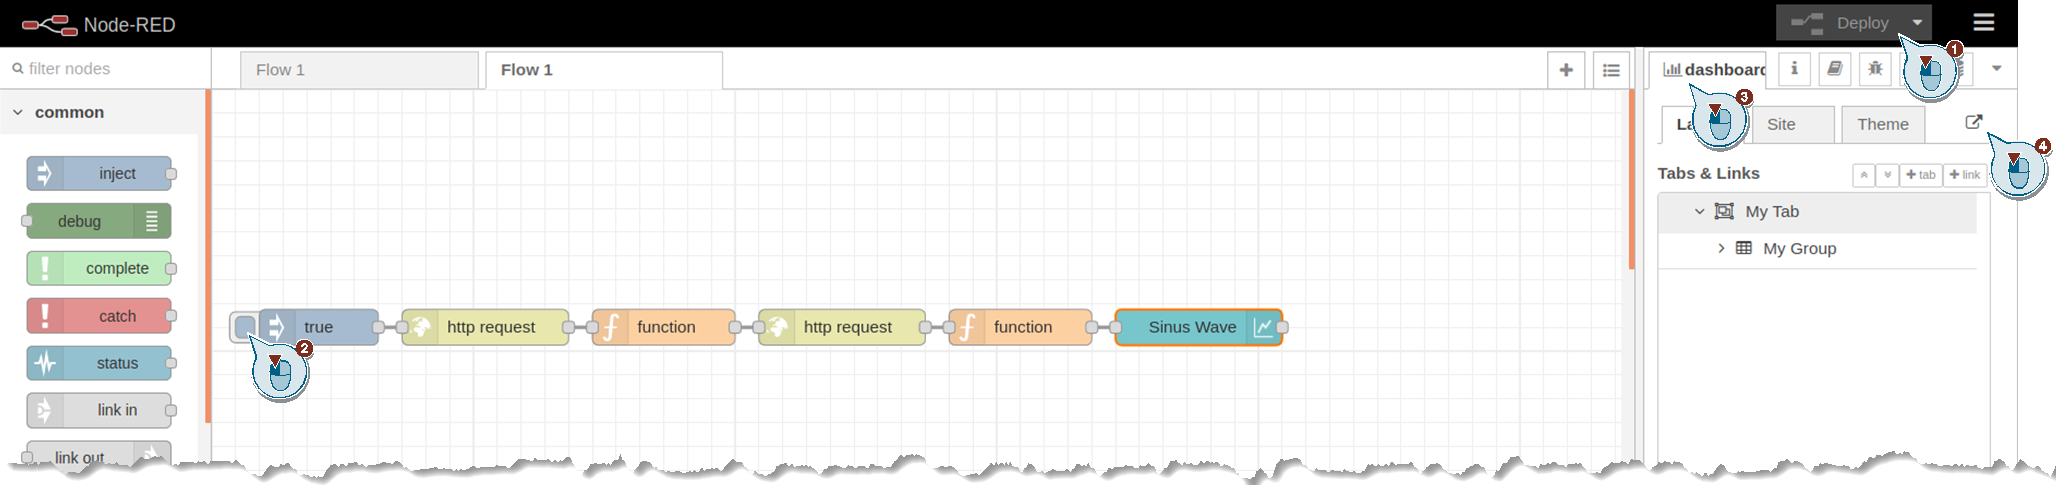 Node-RED
Deploy
1
filter nodes
Flow 1
Flow 1
dashboard
3
La
Site
Theme
4
common
Tabs & Links
tab
link
inject
My Tab
debug
My Group
complete
catch
true
http request
function
http request
function
Sinus Wave
2
status
link in
link out